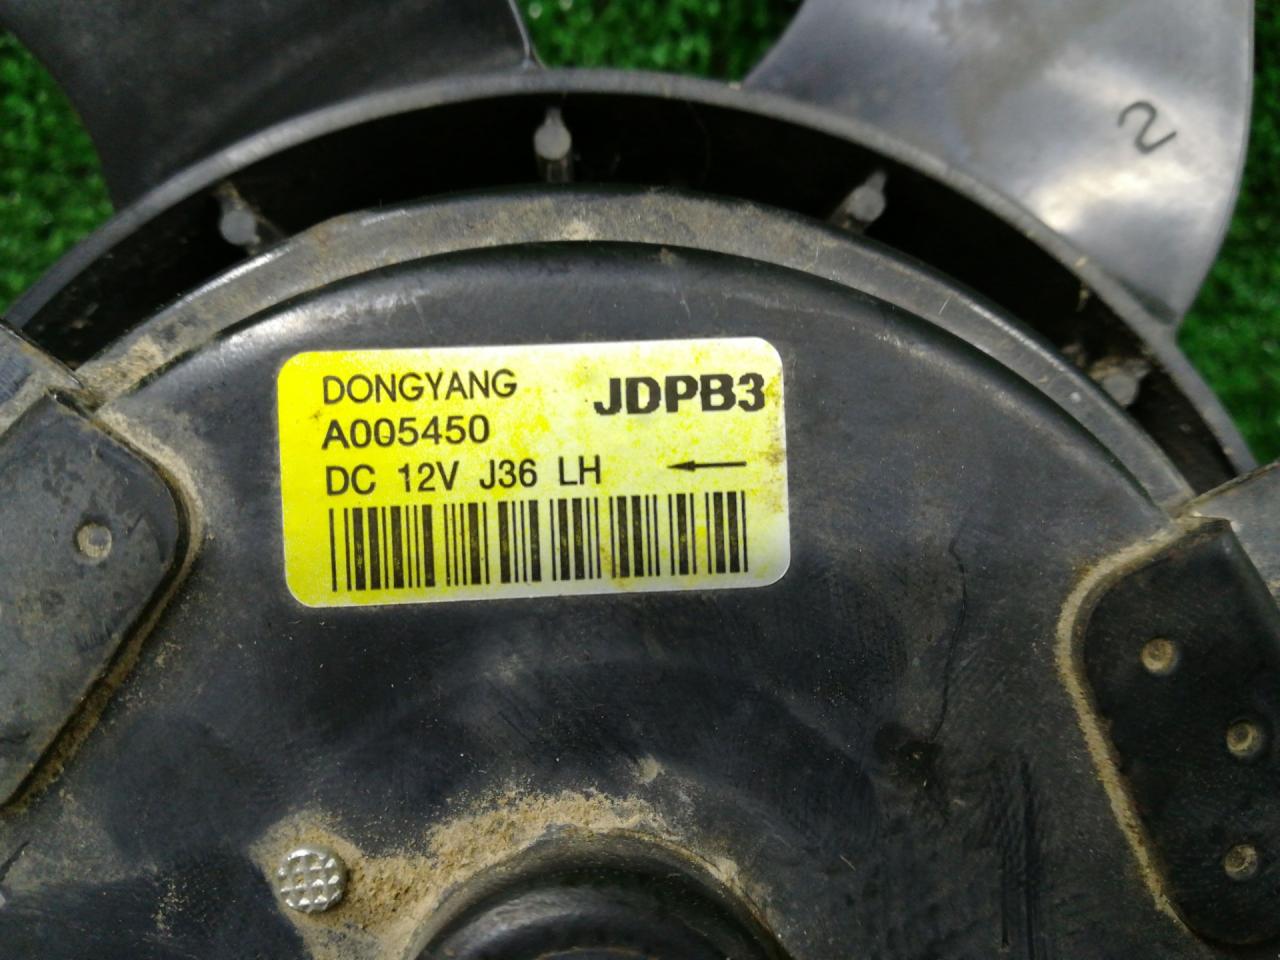 2
DONGYANG JDPB3
A005450
DC 12V J36 LH ←